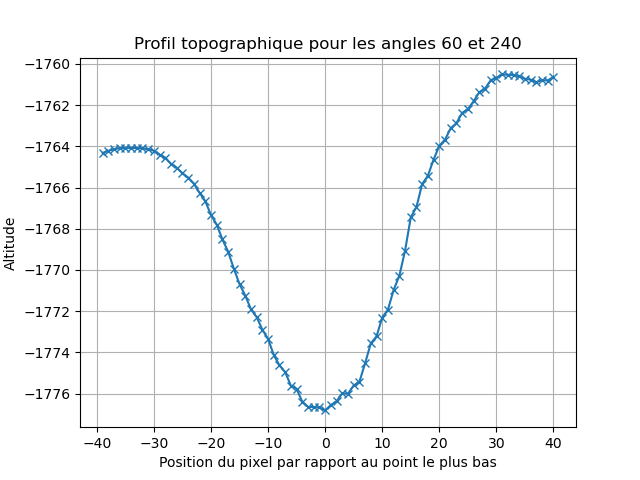 Profil topographique pour les angles 60 et 240
−1760
−1762
−1764
−1766
−1768
−1770
−1772
−1774
−1776
Altitude
−40 −30 −20 −10 0 10 20 30 40
Position du pixel par rapport au point le plus bas